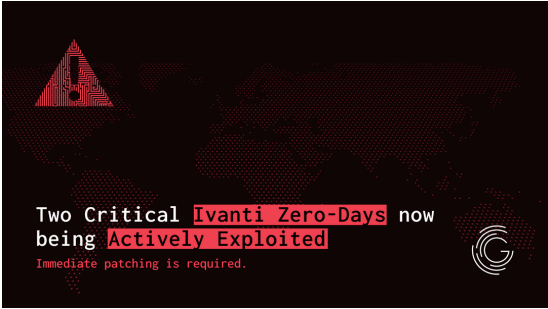 Two Critical Ivanti Zero-Days now
being Actively Exploited
Immediate patching is required.